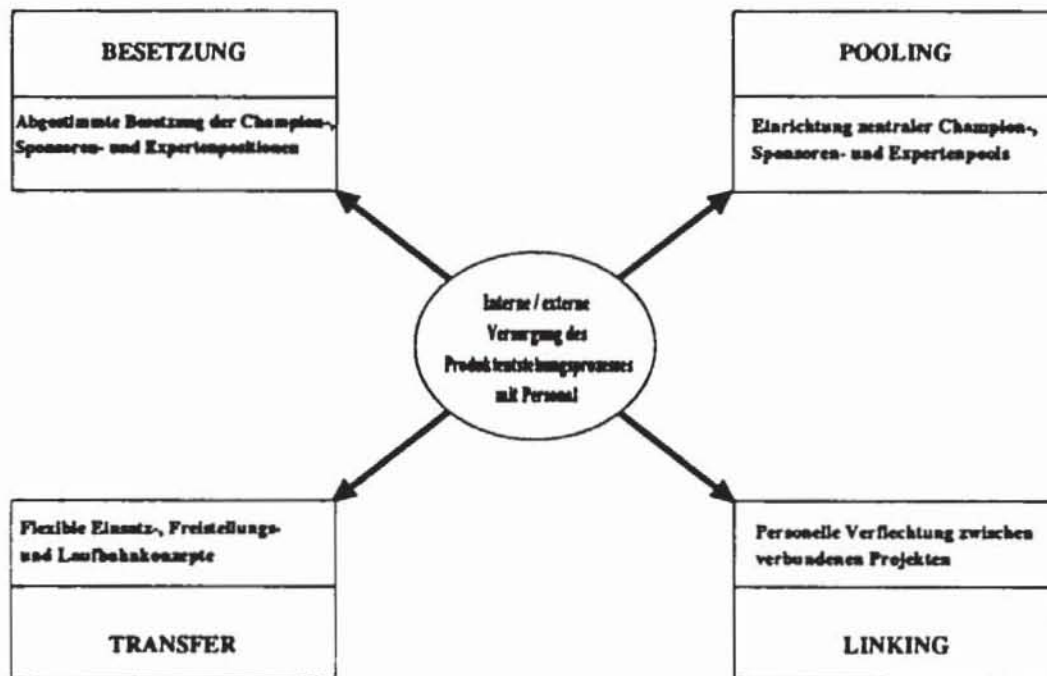 BESETZUNG
Abgestimmte Besetzung der Champion-,
Sponsoren- und Expertenpositionen
POOLING
Einrichtung zentraler Champion-,
Sponsoren- und Expertenpools
Interne / externe
Versorgung des
Produktentstehungsprozesses
mit Personal
Flexible Einsatz-, Freistellungs-
und Laufbahnkonzepte
TRANSFER
Personelle Verflechtung zwischen
verbundenen Projekten
LINKING